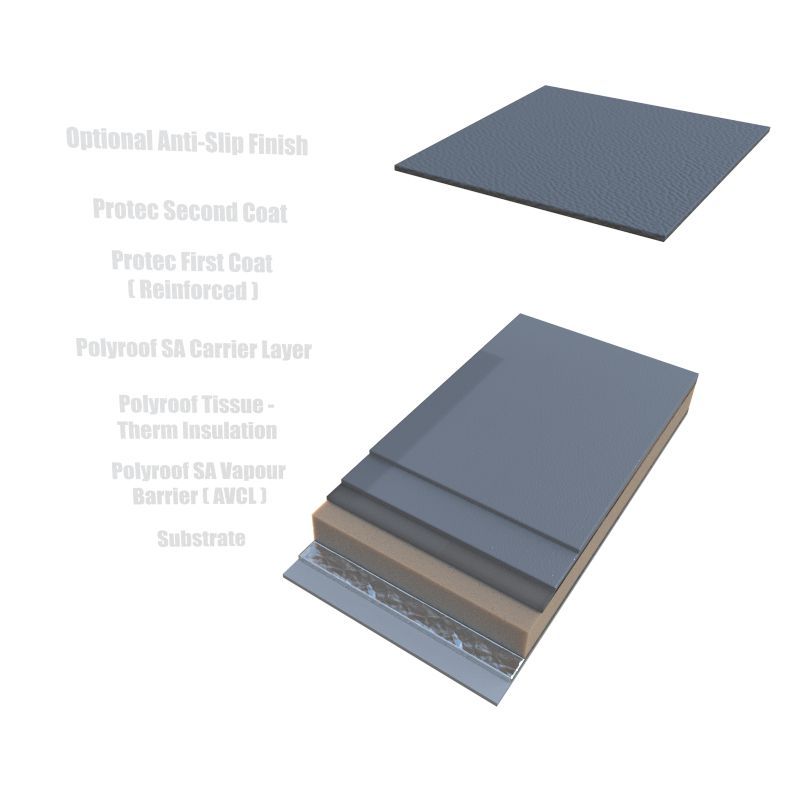 Optional Anti-Slip Finish
Protec Second Coat
Protec First Coat
( Reinforced )
Polyroof SA Carrier Layer
Polyroof Tissue -
Therm Insulation
Polyroof SA Vapour
Barrier ( AVCL )
Substrate